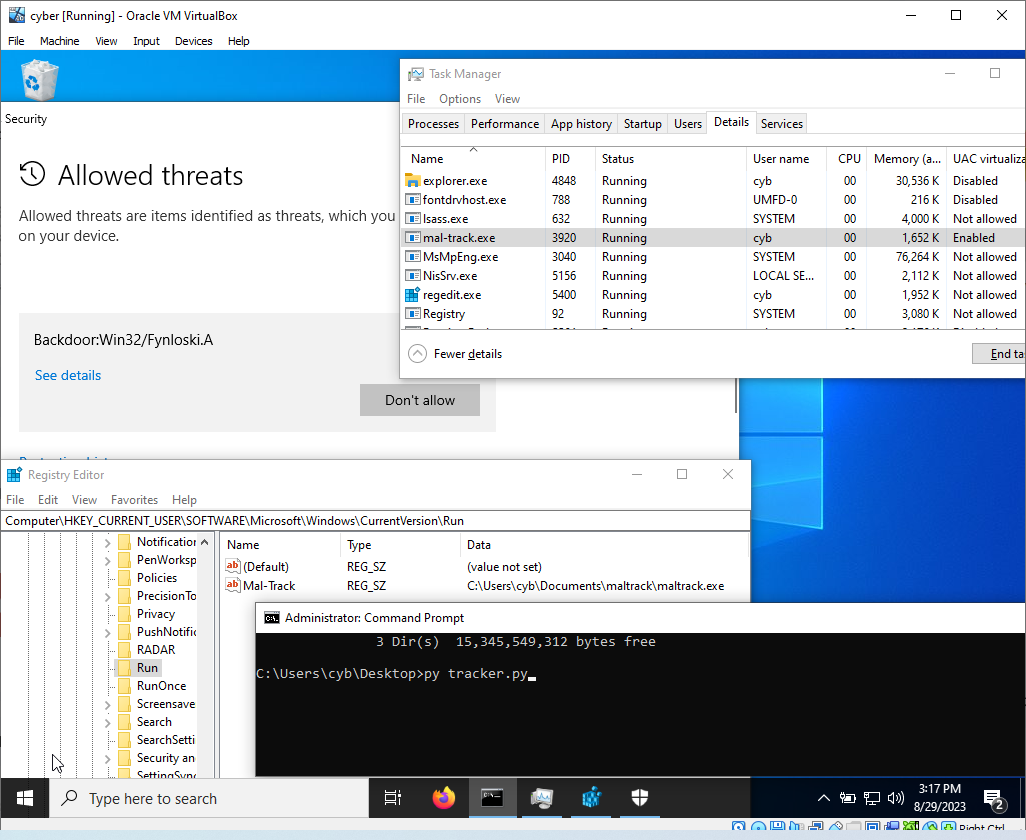 cyber [Running] - Oracle VM VirtualBox
File Machine View Input Devices Help
Security
Allowed threats
Allowed threats are items identified as threats, which you
on your device.
Backdoor:Win32/Fynloski.A
See details
Don't allow
Task Manager
File Options View
Processes Performance App history Startup Users Details Services
Name PID Status User name CPU Memory (a... UAC virtualiza
explorer.exe 4848 Running cyb 00 30,536 K Disabled
fontdrvhost.exe 788 Running UMFD-0 00 216 K Disabled
lsass.exe 632 Running SYSTEM 00 4,000 K Not allowed
mal-track.exe 3920 Running cyb 00 1,652 K Enabled
MsMpEng.exe 3040 Running SYSTEM 00 76,264 K Not allowed
NisSrv.exe 5156 Running LOCAL SE... 00 2,112 K Not allowed
regedit.exe 5400 Running cyb 00 1,952 K Not allowed
Registry 92 Running SYSTEM 00 3,080 K Not allowed
Fewer details
End ta
Registry Editor
File Edit View Favorites Help
Computer\HKEY_CURRENT_USER\SOFTWARE\Microsoft\Windows\CurrentVersion\Run
Notification
PenWorksp
Policies
PrecisionTo
Privacy
PushNotific
RADAR
Run
RunOnce
Screensave
Search
SearchSetti
Security an
SettingSync
Name Type Data
(Default) REG_SZ (value not set)
Mal-Track REG_SZ C:\Users\cyb\Documents\maltrack\maltrack.exe
Administrator: Command Prompt
3 Dir(s) 15,345,549,312 bytes free
C:\Users\cyb\Desktop>py tracker.py
Type here to search
3:17 PM
8/29/2023
2
Right Ctrl